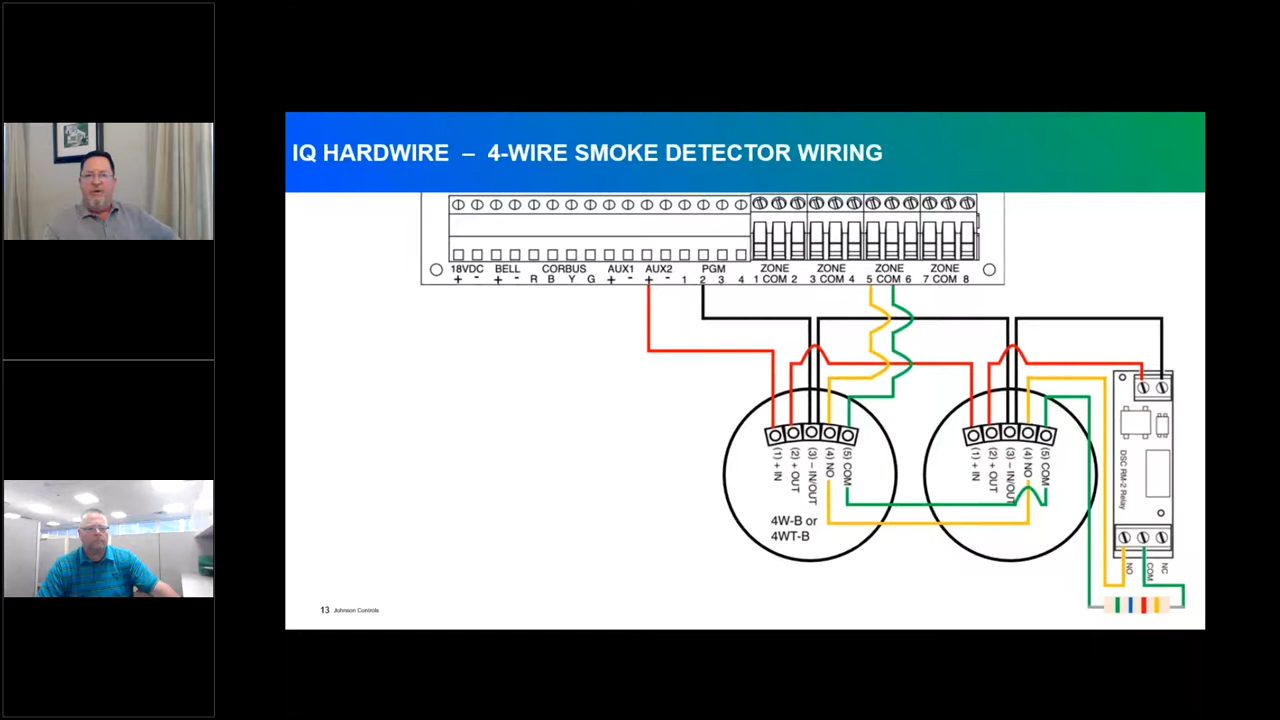 IQ HARDWIRE – 4-WIRE SMOKE DETECTOR WIRING
18VDC BELL CORBUS AUX1 AUX2 PGM ZONE ZONE ZONE ZONE
+ - + - R B Y G + - + - 1 2 3 4 1 COM 2 3 COM 4 5 COM 6 7 COM 8
(1) + IN
(2) + OUT
(3) – IN/OUT
(4) NO
(5) COM
4W-B or
4WT-B
(1) + IN
(2) + OUT
(3) – IN/OUT
(4) NO
(5) COM
DSC RM-2 Relay
NO
COM
NC
13 Johnson Controls